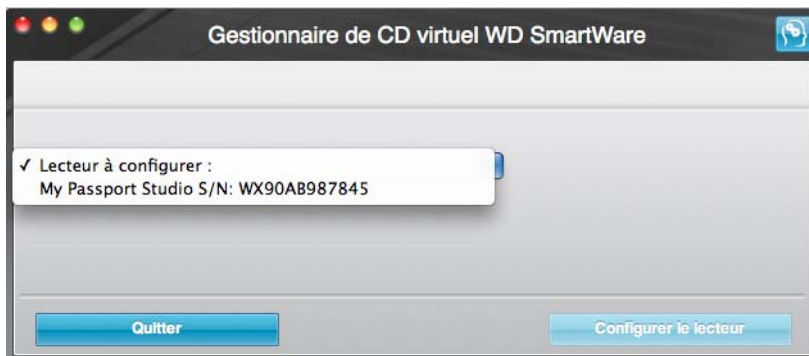 Gestionnaire de CD virtuel WD SmartWare
✓ Lecteur à configurer :
My Passport Studio S/N: WX90AB987845
Quitter
Configurer le lecteur